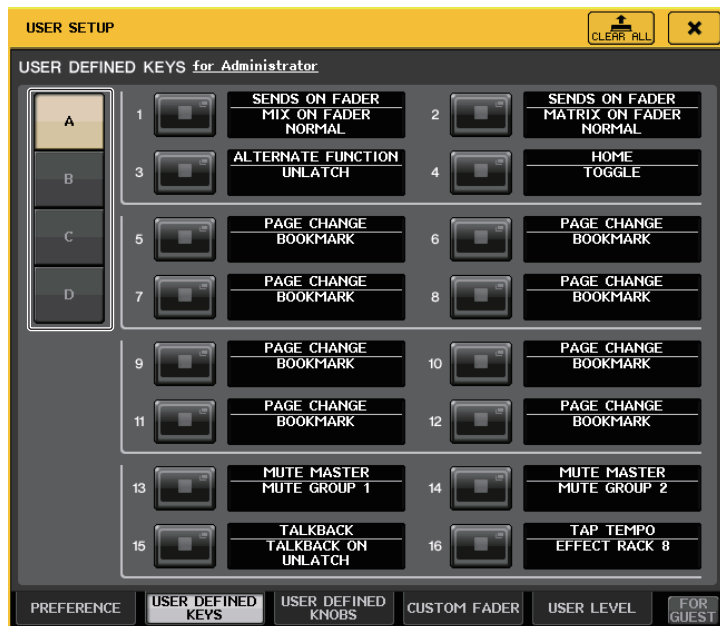 USER SETUP
CLEAR ALL
USER DEFINED KEYS for Administrator
A
B
C
D
1
SENDS ON FADER
MIX ON FADER
NORMAL
2
SENDS ON FADER
MATRIX ON FADER
NORMAL
3
ALTERNATE FUNCTION
UNLATCH
4
HOME
TOGGLE
5
PAGE CHANGE
BOOKMARK
6
PAGE CHANGE
BOOKMARK
7
PAGE CHANGE
BOOKMARK
8
PAGE CHANGE
BOOKMARK
9
PAGE CHANGE
BOOKMARK
10
PAGE CHANGE
BOOKMARK
11
PAGE CHANGE
BOOKMARK
12
PAGE CHANGE
BOOKMARK
13
MUTE MASTER
MUTE GROUP 1
14
MUTE MASTER
MUTE GROUP 2
15
TALKBACK
TALKBACK ON
UNLATCH
16
TAP TEMPO
EFFECT RACK 8
PREFERENCE
USER DEFINED
KEYS
USER DEFINED
KNOBS
CUSTOM FADER
USER LEVEL
FOR
GUEST